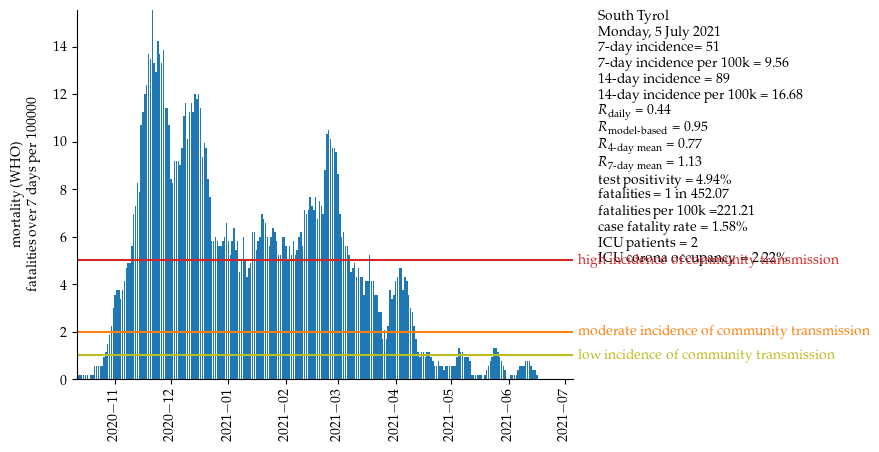 South Tyrol
Monday, 5 July 2021
7-day incidence= 51
7-day incidence per 100k = 9.56
14-day incidence = 89
14-day incidence per 100k = 16.68
R_daily = 0.44
R_model-based = 0.95
R_4-day mean = 0.77
R_7-day mean = 1.13
test positivity = 4.94%
fatalities = 1 in 452.07
fatalities per 100k =221.21
case fatality rate = 1.58%
ICU patients = 2
ICU corona occupancy = 2.22%
high incidence of community transmission
moderate incidence of community transmission
low incidence of community transmission
mortality (WHO)
fatalities over 7 days per 100000
14
12
10
8
6
4
2
0
2020−11
2020−12
2021−01
2021−02
2021−03
2021−04
2021−05
2021−06
2021−07